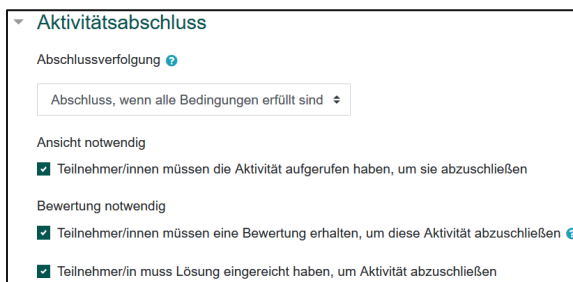 Aktivitätsabschluss
Abschlussverfolgung
Abschluss, wenn alle Bedingungen erfüllt sind
Ansicht notwendig
Teilnehmer/innen müssen die Aktivität aufgerufen haben, um sie abzuschließen
Bewertung notwendig
Teilnehmer/innen müssen eine Bewertung erhalten, um diese Aktivität abzuschließen
Teilnehmer/in muss Lösung eingereicht haben, um Aktivität abzuschließen